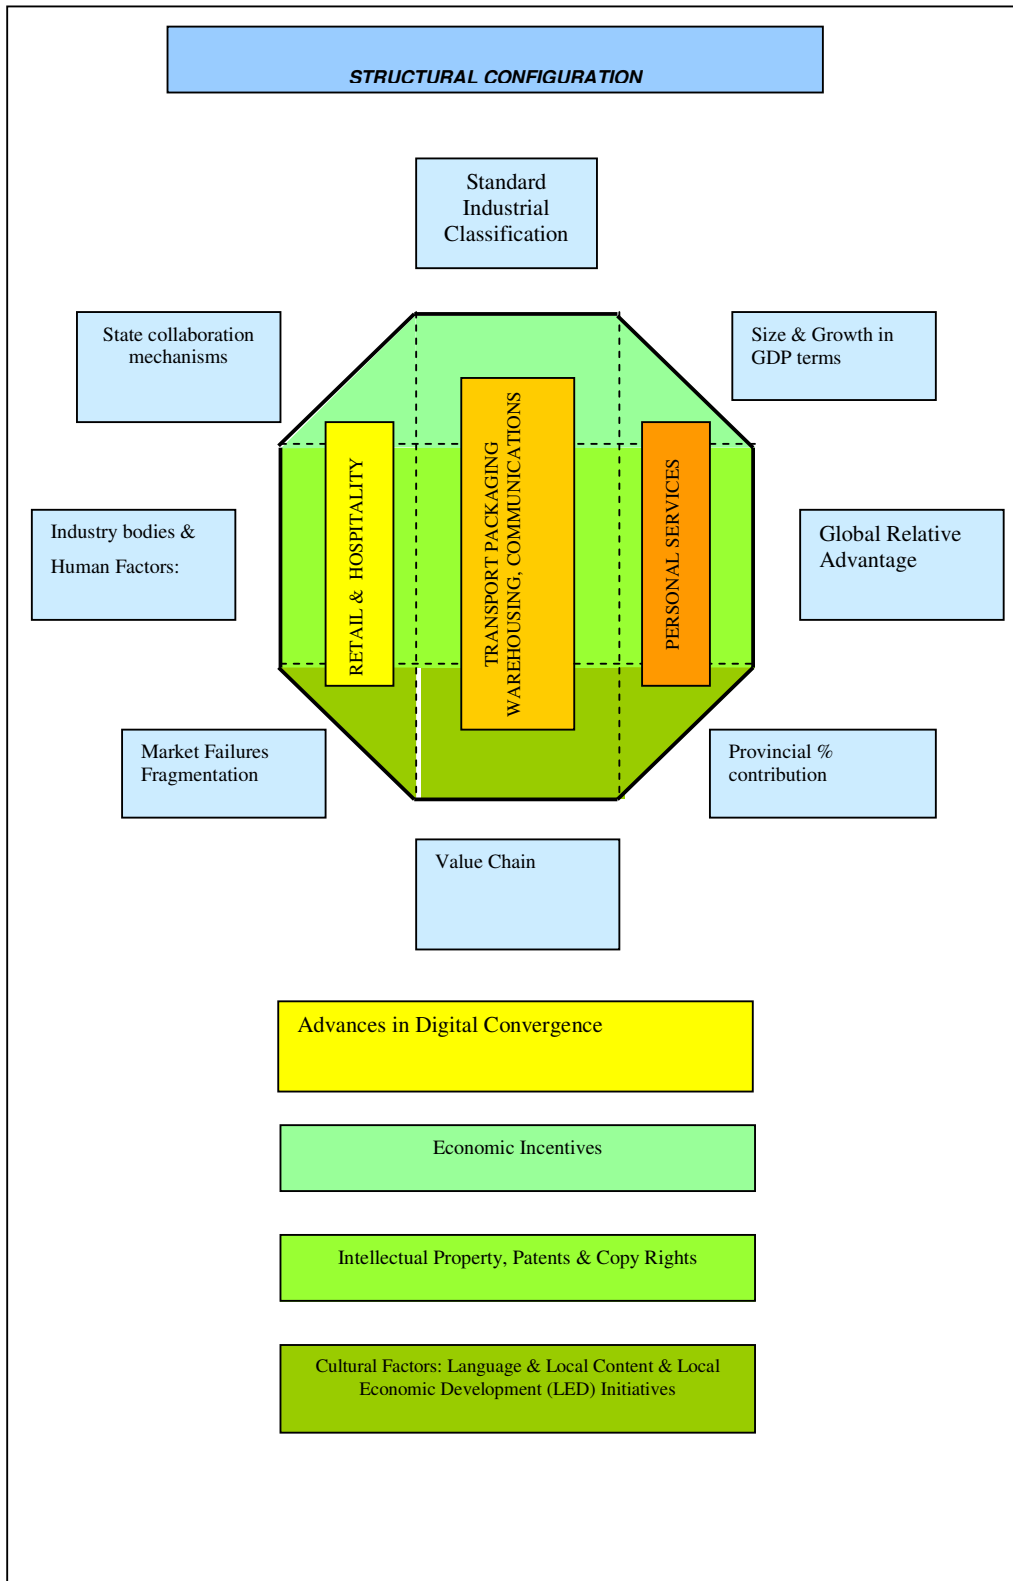 STRUCTURAL CONFIGURATION
Standard
Industrial
Classification
State collaboration
mechanisms
Size & Growth in
GDP terms
RETAIL & HOSPITALITY
TRANSPORT PACKAGING
WAREHOUSING, COMMUNICATIONS
PERSONAL SERVICES
Industry bodies &
Human Factors:
Global Relative
Advantage
Market Failures
Fragmentation
Provincial %
contribution
Value Chain
Advances in Digital Convergence
Economic Incentives
Intellectual Property, Patents & Copy Rights
Cultural Factors: Language & Local Content & Local
Economic Development (LED) Initiatives